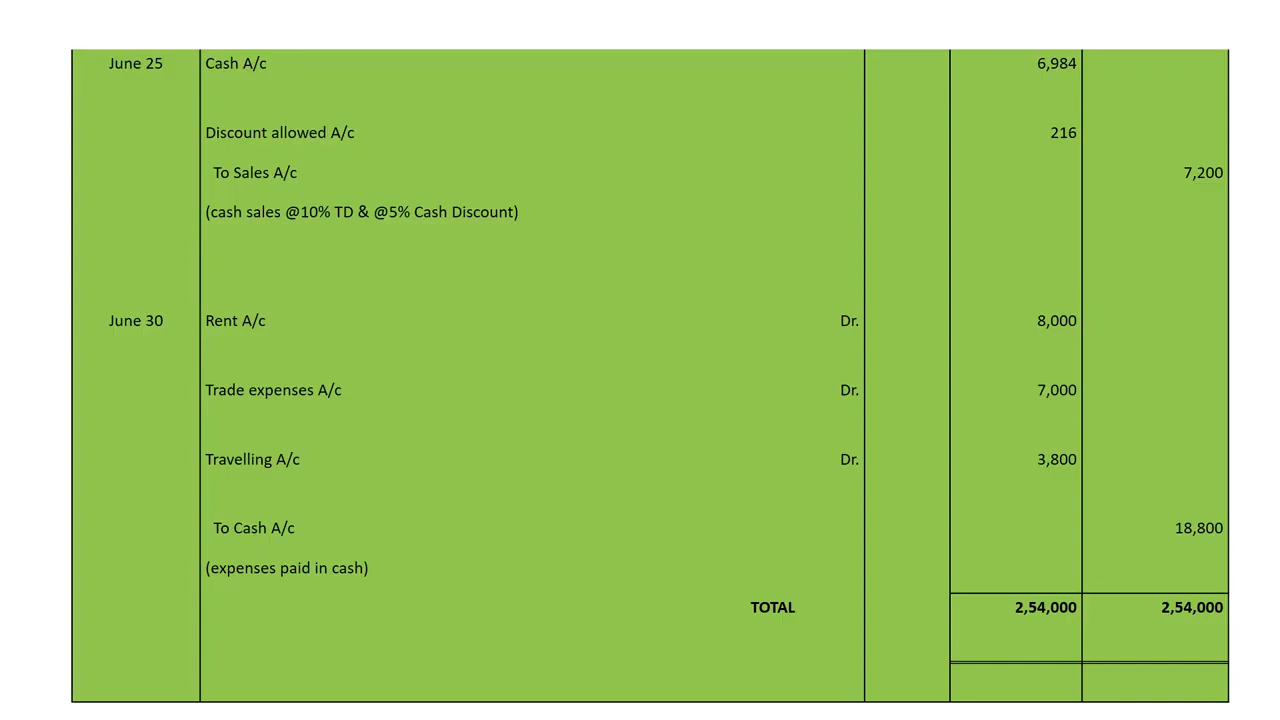 June 25 Cash A/c 6,984
Discount allowed A/c 216
To Sales A/c 7,200
(cash sales @10% TD & @5% Cash Discount)
June 30 Rent A/c Dr. 8,000
Trade expenses A/c Dr. 7,000
Travelling A/c Dr. 3,800
To Cash A/c 18,800
(expenses paid in cash)
TOTAL 2,54,000 2,54,000